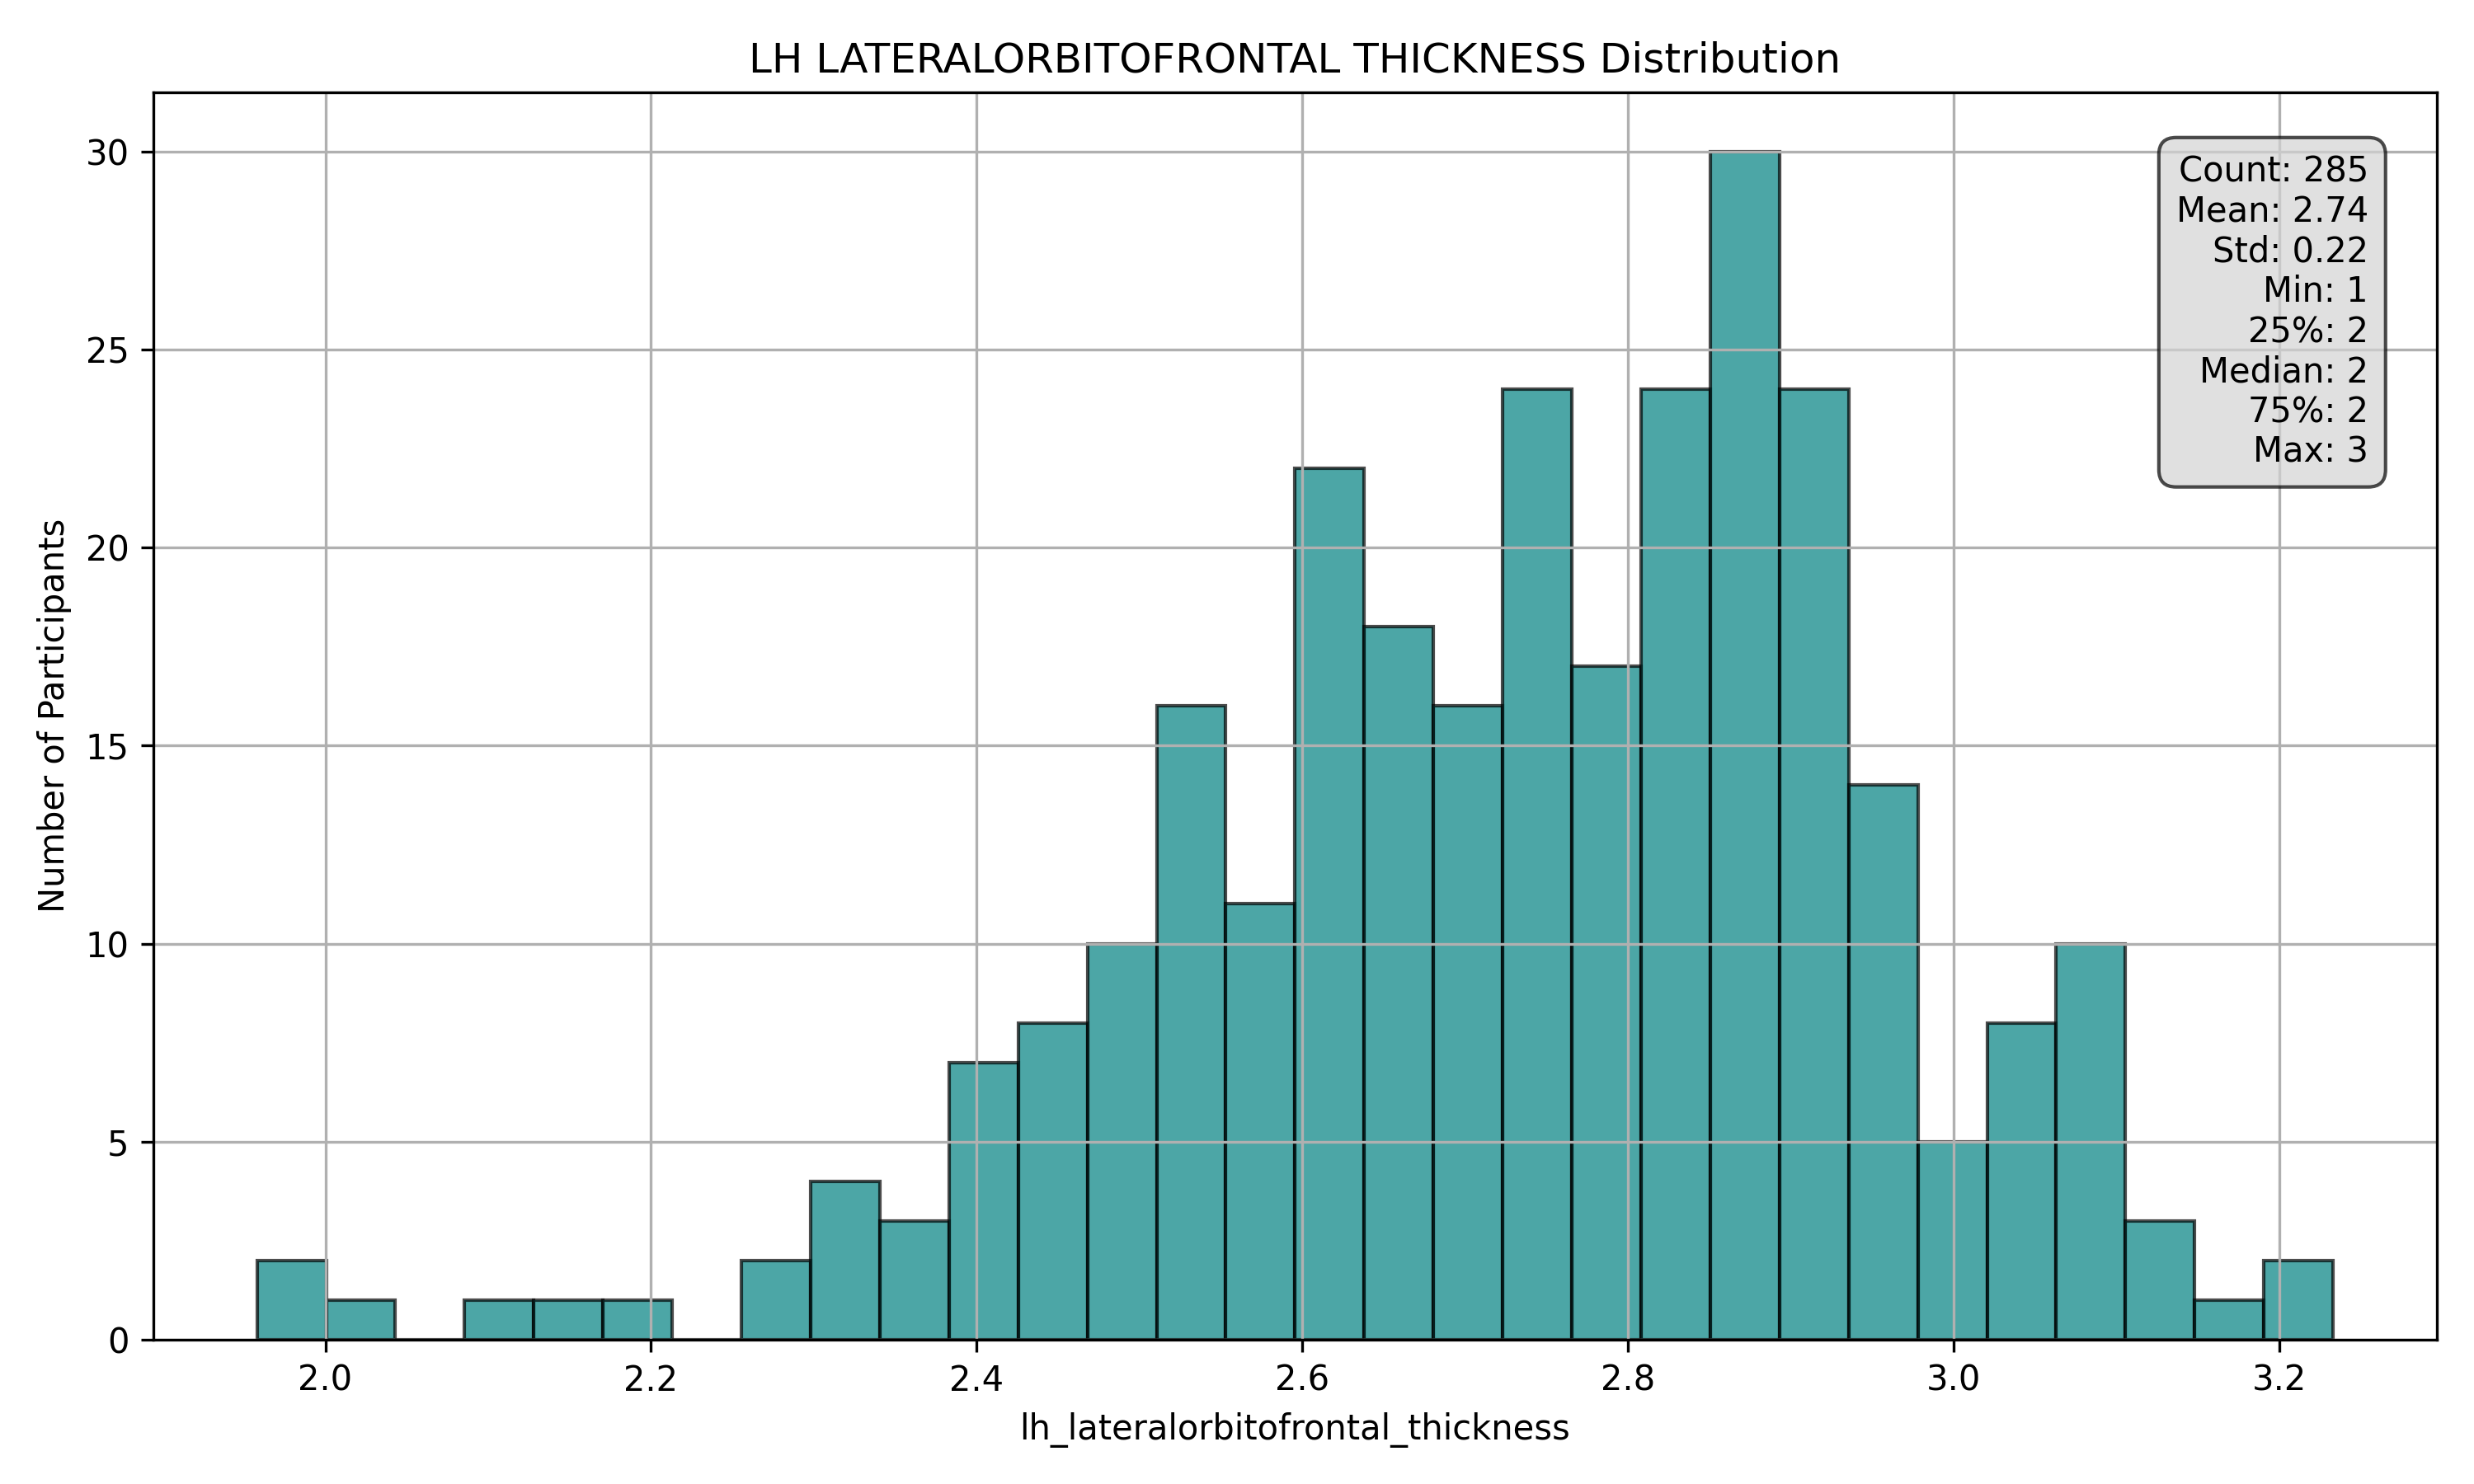 LH LATERALORBITOFRONTAL THICKNESS Distribution
Count: 285
Mean: 2.74
Std: 0.22
Min: 1
25%: 2
Median: 2
75%: 2
Max: 3
Number of Participants
30
25
20
15
10
5
0
2.0 2.2 2.4 2.6 2.8 3.0 3.2
lh_lateralorbitofrontal_thickness